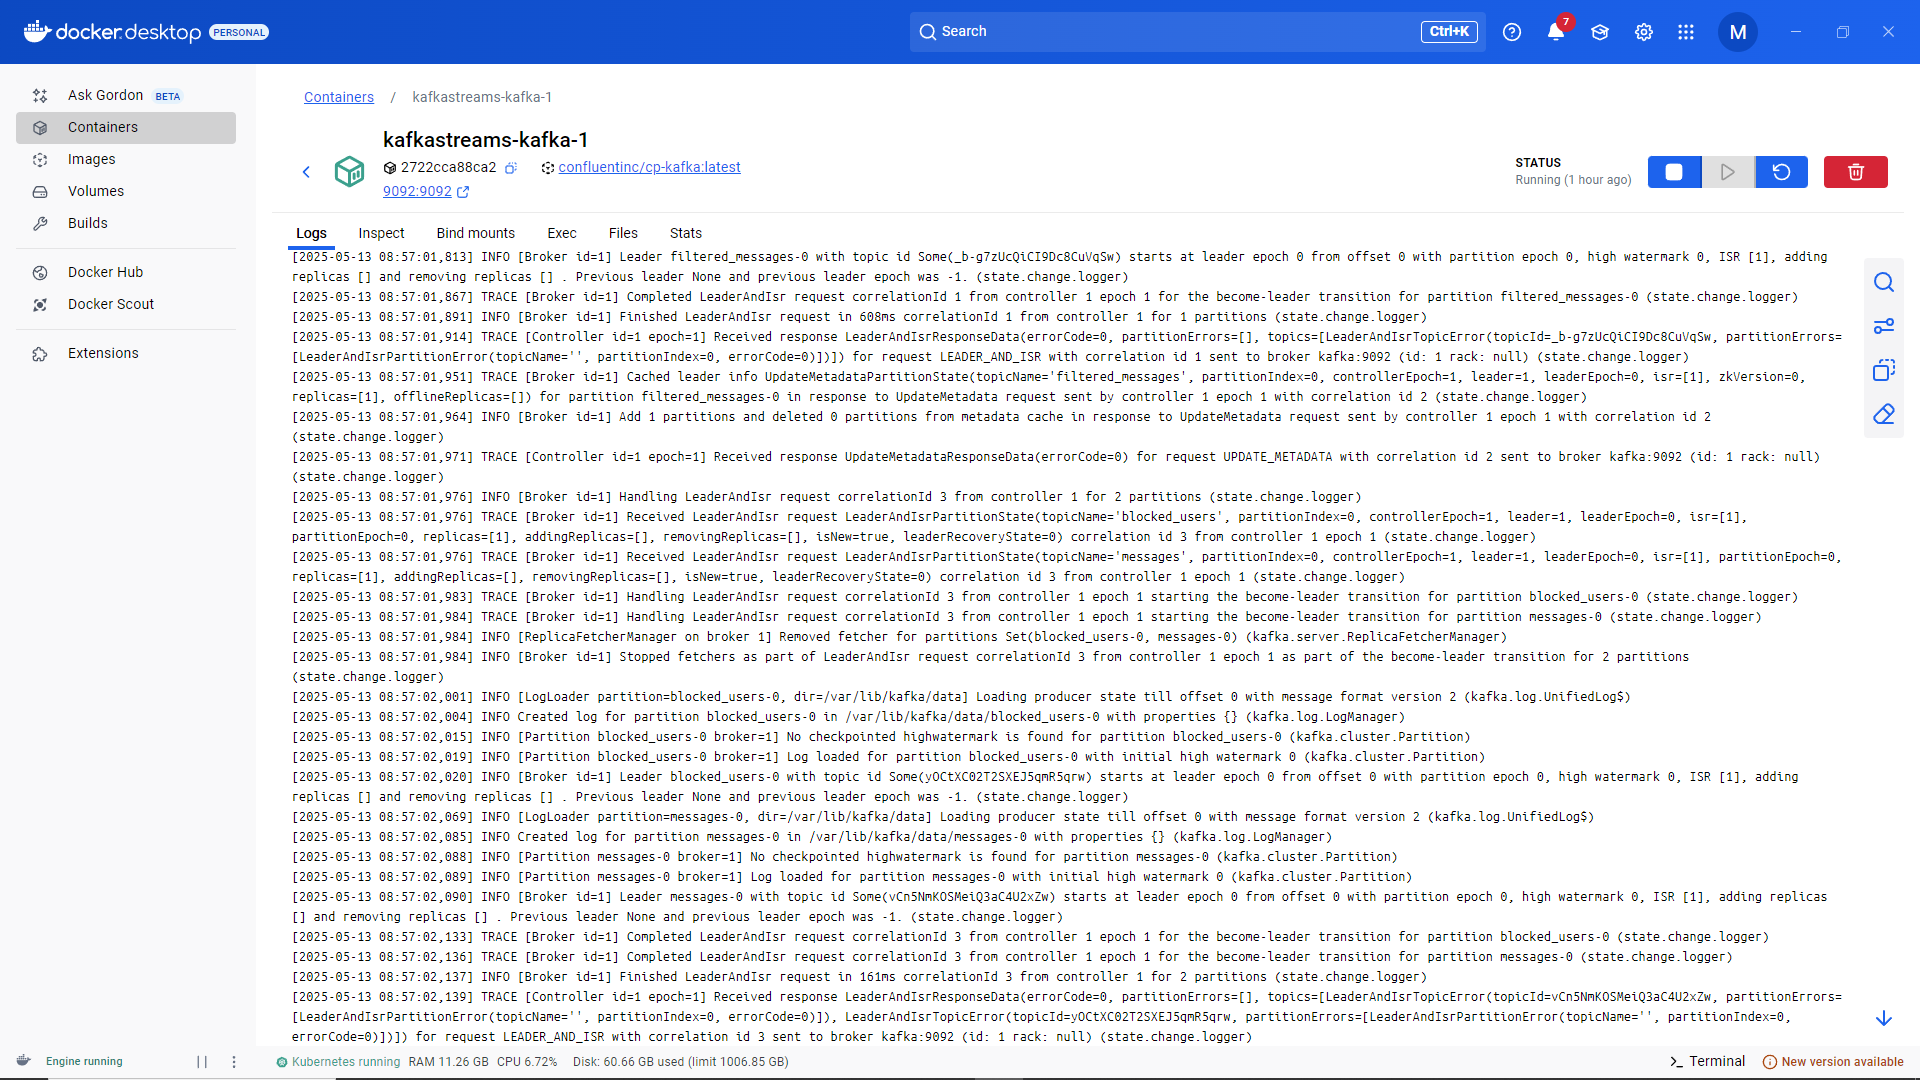 docker.desktop PERSONAL
Search
Ctrl+K
7
M
Ask Gordon BETA
Containers
Images
Volumes
Builds
Docker Hub
Docker Scout
Extensions
Containers / kafkastreams-kafka-1
kafkastreams-kafka-1
2722cca88ca2 confluentinc/cp-kafka:latest
9092:9092
STATUS
Running (1 hour ago)
Logs Inspect Bind mounts Exec Files Stats
[2025-05-13 08:57:01,813] INFO [Broker id=1] Leader filtered_messages-0 with topic id Some(_b-g7zUcQiCI9Dc8CuVqSw) starts at leader epoch 0 from offset 0 with partition epoch 0, high watermark 0, ISR [1], adding
replicas [] and removing replicas [] . Previous leader None and previous leader epoch was -1. (state.change.logger)
[2025-05-13 08:57:01,867] TRACE [Broker id=1] Completed LeaderAndIsr request correlationId 1 from controller 1 epoch 1 for the become-leader transition for partition filtered_messages-0 (state.change.logger)
[2025-05-13 08:57:01,891] INFO [Broker id=1] Finished LeaderAndIsr request in 608ms correlationId 1 from controller 1 for 1 partitions (state.change.logger)
[2025-05-13 08:57:01,914] TRACE [Controller id=1 epoch=1] Received response LeaderAndIsrResponseData(errorCode=0, partitionErrors=[], topics=[LeaderAndIsrTopicError(topicId=_b-g7zUcQiCI9Dc8CuVqSw, partitionErrors=
[LeaderAndIsrPartitionError(topicName='', partitionIndex=0, errorCode=0)])]) for request LEADER_AND_ISR with correlation id 1 sent to broker kafka:9092 (id: 1 rack: null) (state.change.logger)
[2025-05-13 08:57:01,951] TRACE [Broker id=1] Cached leader info UpdateMetadataPartitionState(topicName='filtered_messages', partitionIndex=0, controllerEpoch=1, leader=1, leaderEpoch=0, isr=[1], zkVersion=0,
replicas=[1], offlineReplicas=[]) for partition filtered_messages-0 in response to UpdateMetadata request sent by controller 1 epoch 1 with correlation id 2 (state.change.logger)
[2025-05-13 08:57:01,964] INFO [Broker id=1] Add 1 partitions and deleted 0 partitions from metadata cache in response to UpdateMetadata request sent by controller 1 epoch 1 with correlation id 2
(state.change.logger)
[2025-05-13 08:57:01,971] TRACE [Controller id=1 epoch=1] Received response UpdateMetadataResponseData(errorCode=0) for request UPDATE_METADATA with correlation id 2 sent to broker kafka:9092 (id: 1 rack: null)
(state.change.logger)
[2025-05-13 08:57:01,976] INFO [Broker id=1] Handling LeaderAndIsr request correlationId 3 from controller 1 for 2 partitions (state.change.logger)
[2025-05-13 08:57:01,976] TRACE [Broker id=1] Received LeaderAndIsr request LeaderAndIsrPartitionState(topicName='blocked_users', partitionIndex=0, controllerEpoch=1, leader=1, leaderEpoch=0, isr=[1],
partitionEpoch=0, replicas=[1], addingReplicas=[], removingReplicas=[], isNew=true, leaderRecoveryState=0) correlation id 3 from controller 1 epoch 1 (state.change.logger)
[2025-05-13 08:57:01,976] TRACE [Broker id=1] Received LeaderAndIsr request LeaderAndIsrPartitionState(topicName='messages', partitionIndex=0, controllerEpoch=1, leader=1, leaderEpoch=0, isr=[1], partitionEpoch=0,
replicas=[1], addingReplicas=[], removingReplicas=[], isNew=true, leaderRecoveryState=0) correlation id 3 from controller 1 epoch 1 (state.change.logger)
[2025-05-13 08:57:01,983] TRACE [Broker id=1] Handling LeaderAndIsr request correlationId 3 from controller 1 epoch 1 starting the become-leader transition for partition blocked_users-0 (state.change.logger)
[2025-05-13 08:57:01,984] TRACE [Broker id=1] Handling LeaderAndIsr request correlationId 3 from controller 1 epoch 1 starting the become-leader transition for partition messages-0 (state.change.logger)
[2025-05-13 08:57:01,984] INFO [ReplicaFetcherManager on broker 1] Removed fetcher for partitions Set(blocked_users-0, messages-0) (kafka.server.ReplicaFetcherManager)
[2025-05-13 08:57:01,984] INFO [Broker id=1] Stopped fetchers as part of LeaderAndIsr request correlationId 3 from controller 1 epoch 1 as part of the become-leader transition for 2 partitions
(state.change.logger)
[2025-05-13 08:57:02,001] INFO [LogLoader partition=blocked_users-0, dir=/var/lib/kafka/data] Loading producer state till offset 0 with message format version 2 (kafka.log.UnifiedLog$)
[2025-05-13 08:57:02,004] INFO Created log for partition blocked_users-0 in /var/lib/kafka/data/blocked_users-0 with properties {} (kafka.log.LogManager)
[2025-05-13 08:57:02,015] INFO [Partition blocked_users-0 broker=1] No checkpointed highwatermark is found for partition blocked_users-0 (kafka.cluster.Partition)
[2025-05-13 08:57:02,019] INFO [Partition blocked_users-0 broker=1] Log loaded for partition blocked_users-0 with initial high watermark 0 (kafka.cluster.Partition)
[2025-05-13 08:57:02,020] INFO [Broker id=1] Leader blocked_users-0 with topic id Some(yOCtXC02T2SXEJ5qmR5qrw) starts at leader epoch 0 from offset 0 with partition epoch 0, high watermark 0, ISR [1], adding
replicas [] and removing replicas [] . Previous leader None and previous leader epoch was -1. (state.change.logger)
[2025-05-13 08:57:02,069] INFO [LogLoader partition=messages-0, dir=/var/lib/kafka/data] Loading producer state till offset 0 with message format version 2 (kafka.log.UnifiedLog$)
[2025-05-13 08:57:02,085] INFO Created log for partition messages-0 in /var/lib/kafka/data/messages-0 with properties {} (kafka.log.LogManager)
[2025-05-13 08:57:02,088] INFO [Partition messages-0 broker=1] No checkpointed highwatermark is found for partition messages-0 (kafka.cluster.Partition)
[2025-05-13 08:57:02,089] INFO [Partition messages-0 broker=1] Log loaded for partition messages-0 with initial high watermark 0 (kafka.cluster.Partition)
[2025-05-13 08:57:02,090] INFO [Broker id=1] Leader messages-0 with topic id Some(vCn5NmKOSMeiQ3aC4U2xZw) starts at leader epoch 0 from offset 0 with partition epoch 0, high watermark 0, ISR [1], adding replicas
[] and removing replicas [] . Previous leader None and previous leader epoch was -1. (state.change.logger)
[2025-05-13 08:57:02,133] TRACE [Broker id=1] Completed LeaderAndIsr request correlationId 3 from controller 1 epoch 1 for the become-leader transition for partition blocked_users-0 (state.change.logger)
[2025-05-13 08:57:02,136] TRACE [Broker id=1] Completed LeaderAndIsr request correlationId 3 from controller 1 epoch 1 for the become-leader transition for partition messages-0 (state.change.logger)
[2025-05-13 08:57:02,137] INFO [Broker id=1] Finished LeaderAndIsr request in 161ms correlationId 3 from controller 1 for 2 partitions (state.change.logger)
[2025-05-13 08:57:02,139] TRACE [Controller id=1 epoch=1] Received response LeaderAndIsrResponseData(errorCode=0, partitionErrors=[], topics=[LeaderAndIsrTopicError(topicId=vCn5NmKOSMeiQ3aC4U2xZw, partitionErrors=
[LeaderAndIsrPartitionError(topicName='', partitionIndex=0, errorCode=0)]), LeaderAndIsrTopicError(topicId=yOCtXC02T2SXEJ5qmR5qrw, partitionErrors=[LeaderAndIsrPartitionError(topicName='', partitionIndex=0,
errorCode=0)])]) for request LEADER_AND_ISR with correlation id 3 sent to broker kafka:9092 (id: 1 rack: null) (state.change.logger)
Engine running
Kubernetes running RAM 11.26 GB CPU 6.72% Disk: 60.66 GB used (limit 1006.85 GB)
Terminal
New version available